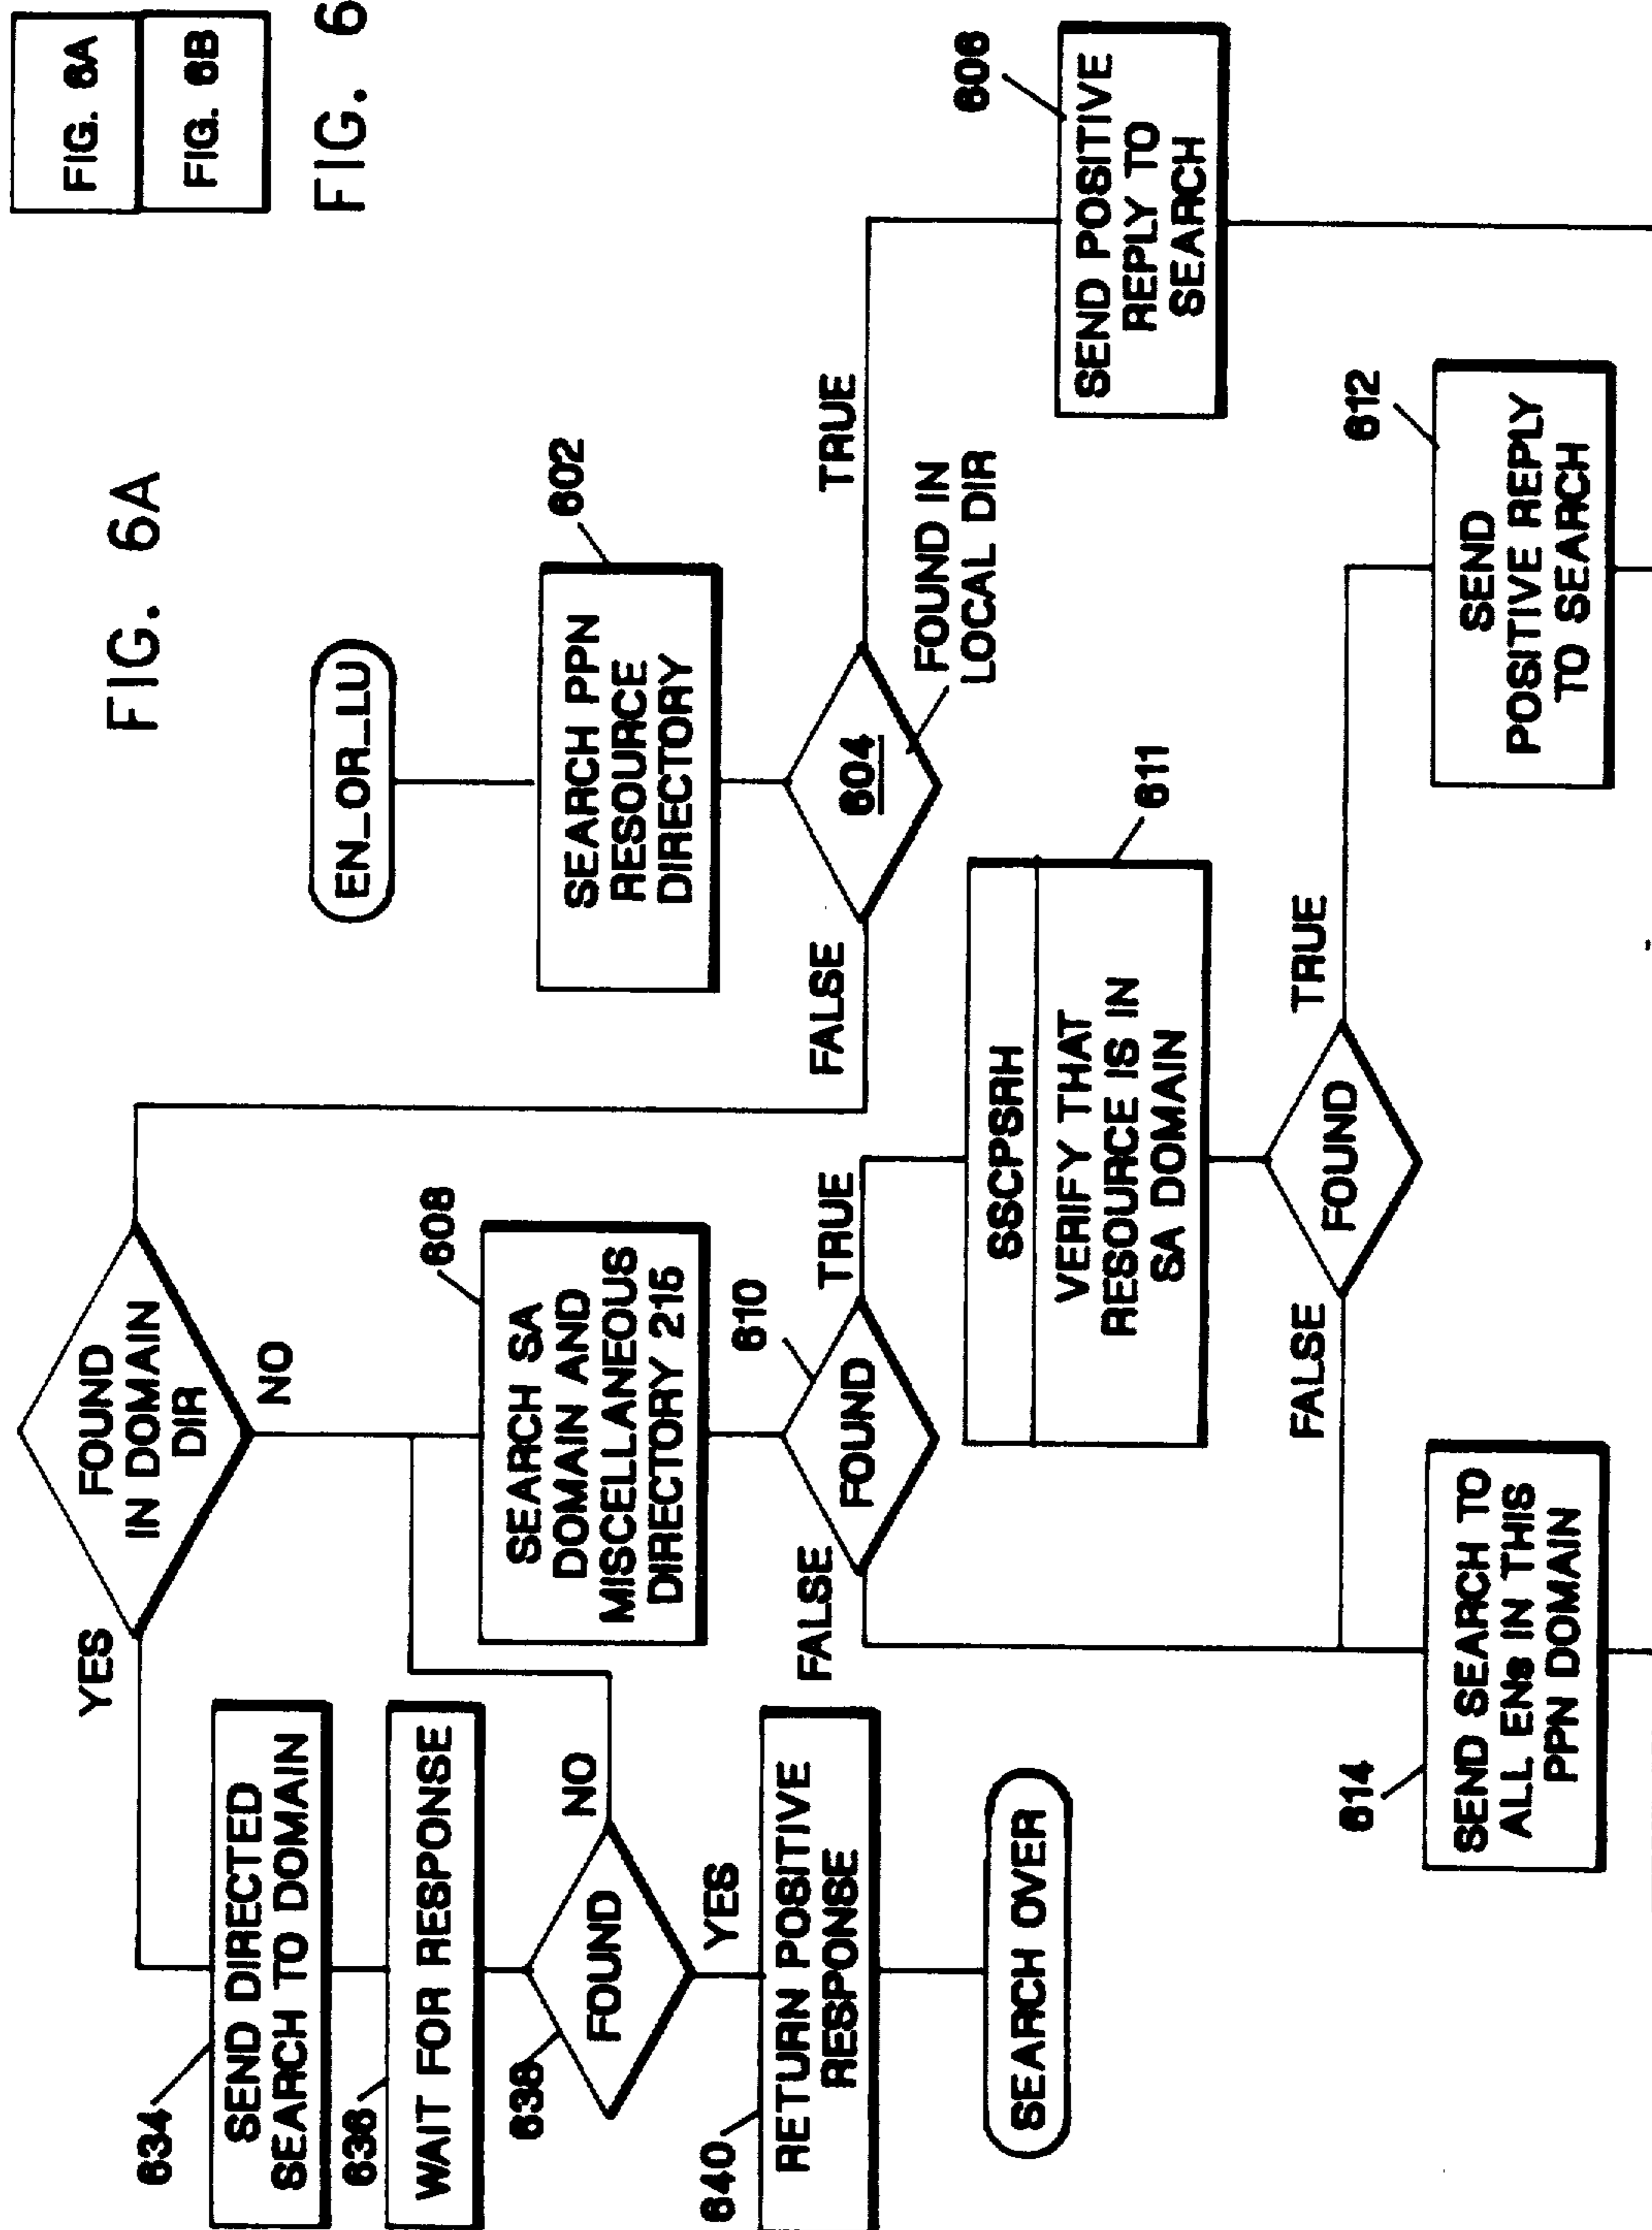 FIG. 6A
FIG. 6A
FIG. 6B
FIG. 6
EN_OR_LU
602
SEARCH PPN
RESOURCE
DIRECTORY
604
FOUND IN
LOCAL DIR
TRUE
FALSE
606
SEND POSITIVE
REPLY TO
SEARCH
FOUND
IN DOMAIN
DIR
YES
NO
634
SEND DIRECTED
SEARCH TO DOMAIN
636
WAIT FOR RESPONSE
638
FOUND
NO
YES
640
RETURN POSITIVE
RESPONSE
SEARCH OVER
608
SEARCH SA
DOMAIN AND
MISCELLANEOUS
DIRECTORY 215
610
FOUND
TRUE
FALSE
611
SSCPSRH
VERIFY THAT
RESOURCE IS IN
SA DOMAIN
FOUND
TRUE
FALSE
612
SEND
POSITIVE REPLY
TO SEARCH
614
SEND SEARCH TO
ALL ENs IN THIS
PPN DOMAIN